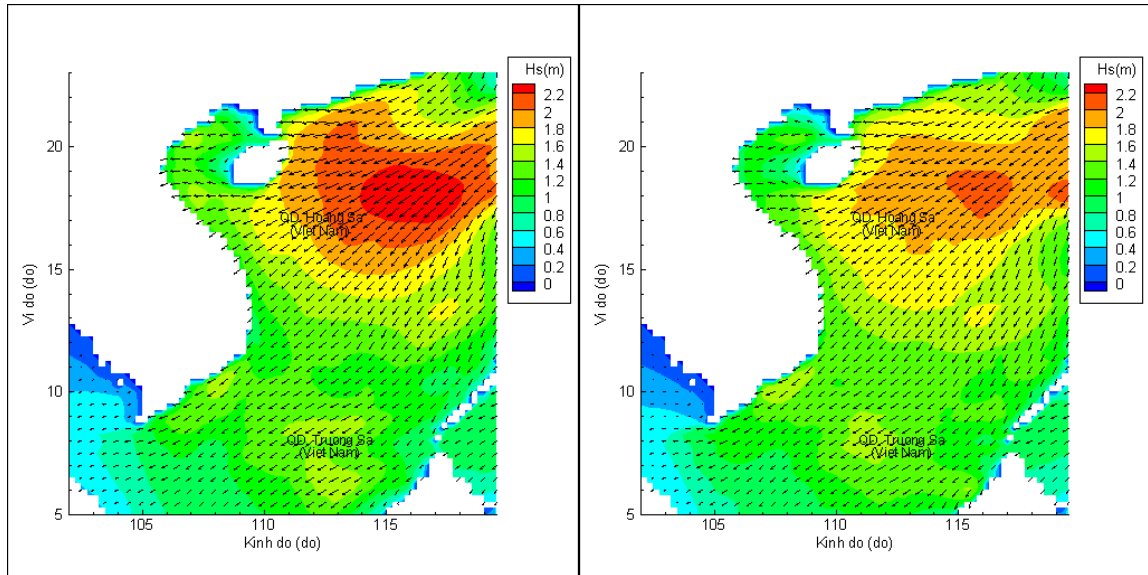 Hs(m)
2.2
2
1.8
1.6
1.4
1.2
1
0.8
0.6
0.4
0.2
0
20
15
10
5
Vi do (do)
QD. Hoang Sa
(Viet Nam)
QD. Truong Sa
(Viet Nam)
105
110
115
Kinh do (do)
Hs(m)
2.2
2
1.8
1.6
1.4
1.2
1
0.8
0.6
0.4
0.2
0
20
15
10
5
Vi do (do)
QD. Hoang Sa
(Viet Nam)
QD. Truong Sa
(Viet Nam)
105
110
115
Kinh do (do)